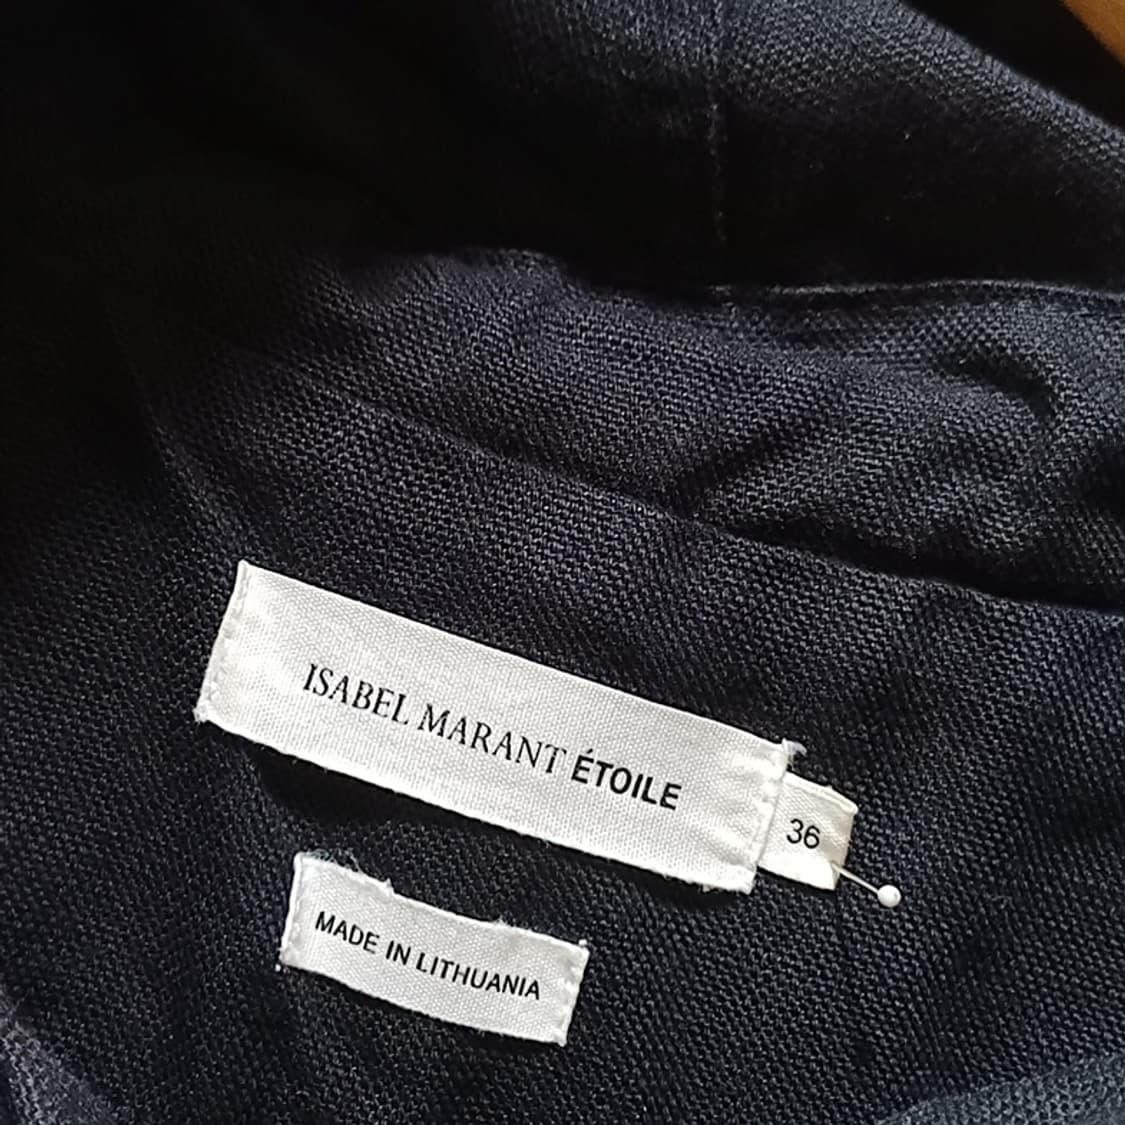 ISABEL MARANT ÉTOILE
36
MADE IN LITHUANIA